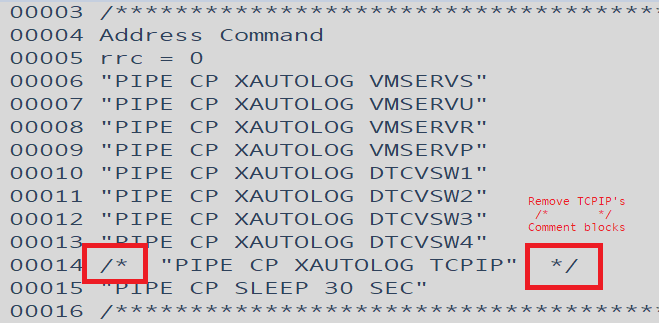 00003 /*****************************************
00004 Address Command
00005 rrc = 0
00006 "PIPE CP XAUTOLOG VMSERVS"
00007 "PIPE CP XAUTOLOG VMSERVU"
00008 "PIPE CP XAUTOLOG VMSERVR"
00009 "PIPE CP XAUTOLOG VMSERVP"
00010 "PIPE CP XAUTOLOG DTCVSW1"
00011 "PIPE CP XAUTOLOG DTCVSW2"
00012 "PIPE CP XAUTOLOG DTCVSW3"
00013 "PIPE CP XAUTOLOG DTCVSW4"
00014 /* "PIPE CP XAUTOLOG TCPIP" */
00015 "PIPE CP SLEEP 30 SEC"
00016 /*****************************************
Remove TCPIP's
/* */
Comment blocks